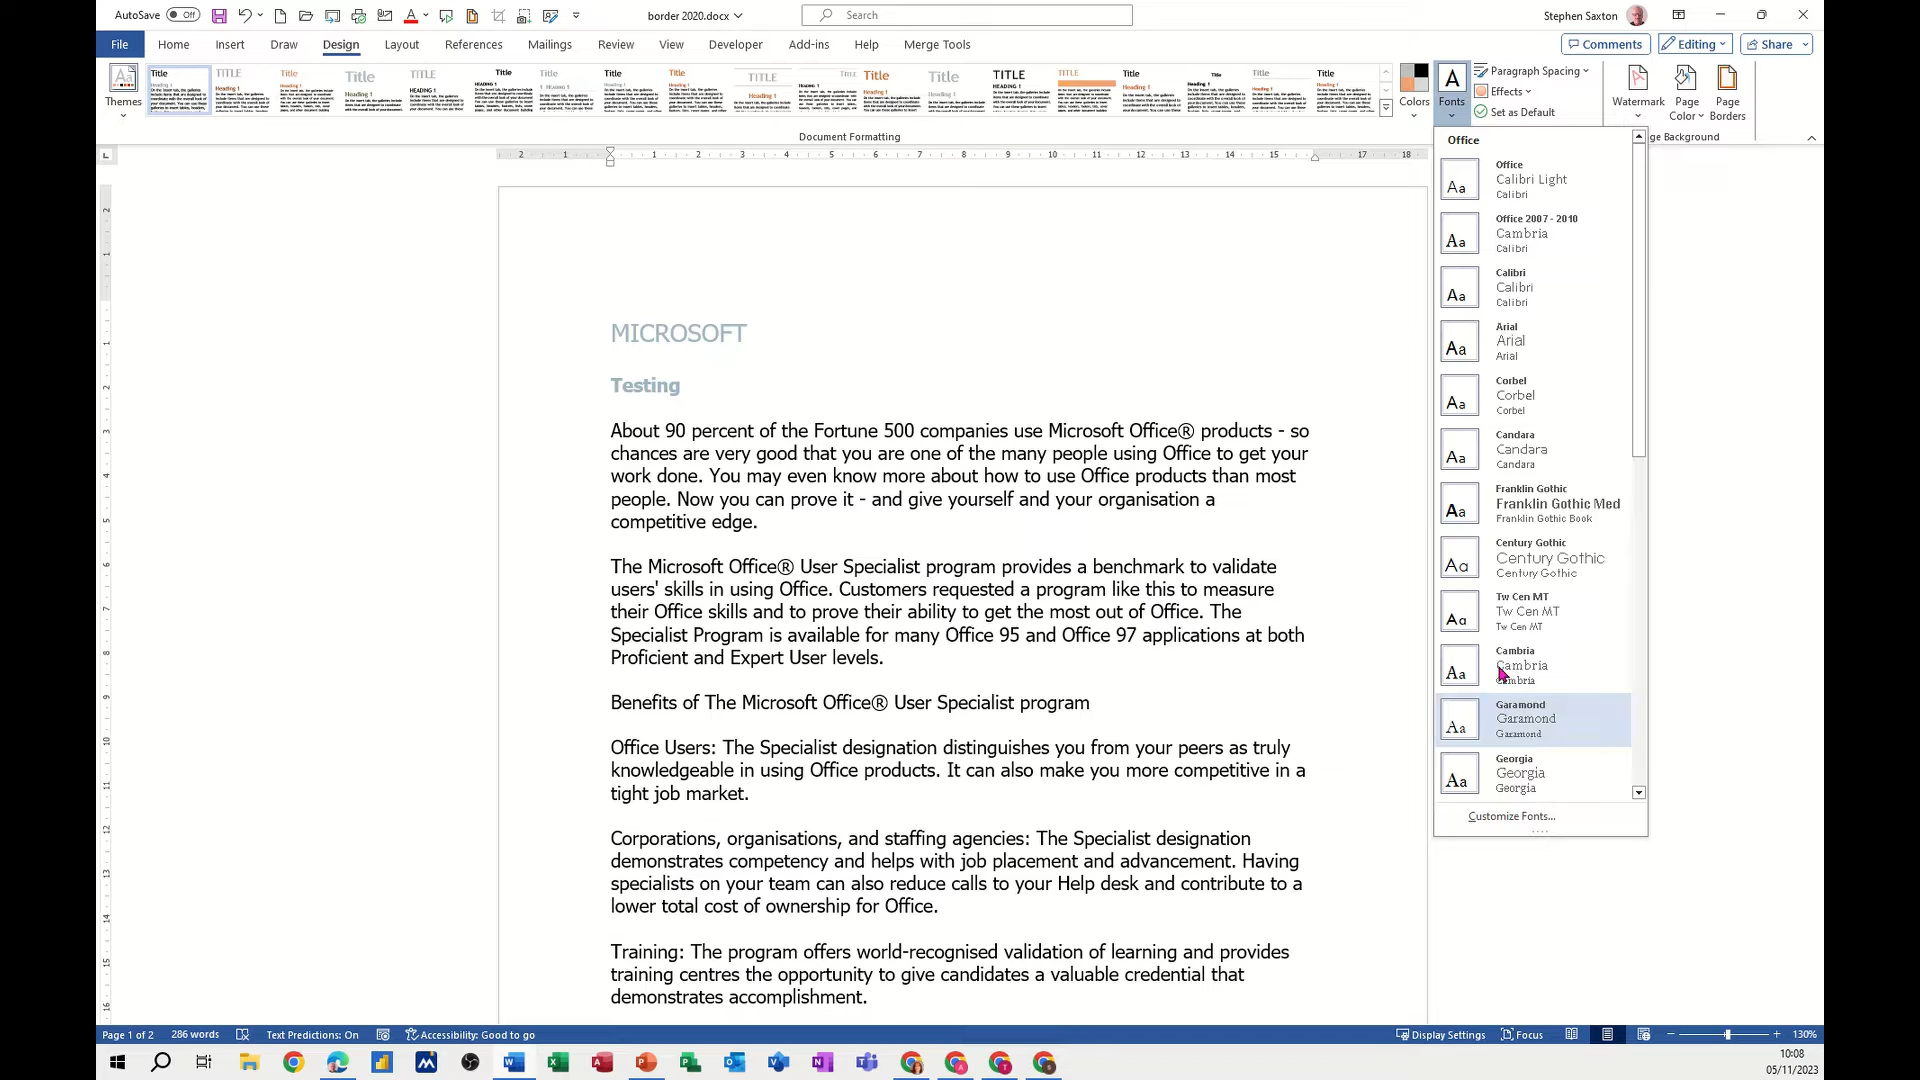 AutoSave Off
border 2020.docx
Search
Stephen Saxton
File Home Insert Draw Design Layout References Mailings Review View Developer Add-ins Help Merge Tools
Comments Editing Share
Themes
Colors
Fonts
Paragraph Spacing
Effects
Set as Default
Watermark
Page Color
Page Borders
Document Formatting
ge Background
Office
Office
Calibri Light
Calibri
Office 2007 - 2010
Cambria
Calibri
Calibri
Calibri
Calibri
Arial
Arial
Arial
Corbel
Corbel
Corbel
Candara
Candara
Candara
Franklin Gothic
Franklin Gothic Med
Franklin Gothic Book
Century Gothic
Century Gothic
Century Gothic
Tw Cen MT
Tw Cen MT
Tw Cen MT
Cambria
Cambria
Cambria
Garamond
Garamond
Garamond
Georgia
Georgia
Georgia
Customize Fonts...
MICROSOFT
Testing
About 90 percent of the Fortune 500 companies use Microsoft Office® products - so
chances are very good that you are one of the many people using Office to get your
work done. You may even know more about how to use Office products than most
people. Now you can prove it - and give yourself and your organisation a
competitive edge.
The Microsoft Office® User Specialist program provides a benchmark to validate
users' skills in using Office. Customers requested a program like this to measure
their Office skills and to prove their ability to get the most out of Office. The
Specialist Program is available for many Office 95 and Office 97 applications at both
Proficient and Expert User levels.
Benefits of The Microsoft Office® User Specialist program
Office Users: The Specialist designation distinguishes you from your peers as truly
knowledgeable in using Office products. It can also make you more competitive in a
tight job market.
Corporations, organisations, and staffing agencies: The Specialist designation
demonstrates competency and helps with job placement and advancement. Having
specialists on your team can also reduce calls to your Help desk and contribute to a
lower total cost of ownership for Office.
Training: The program offers world-recognised validation of learning and provides
training centres the opportunity to give candidates a valuable credential that
demonstrates accomplishment.
Page 1 of 2 286 words Text Predictions: On Accessibility: Good to go
Display Settings Focus 130%
10:08
05/11/2023